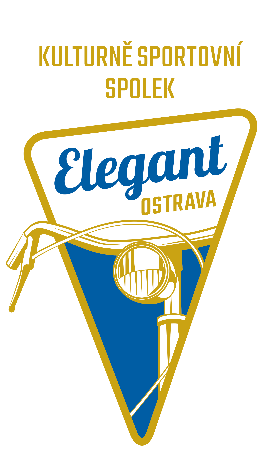 KULTURNĚ SPORTOVNÍ
SPOLEK
Elegant
OSTRAVA